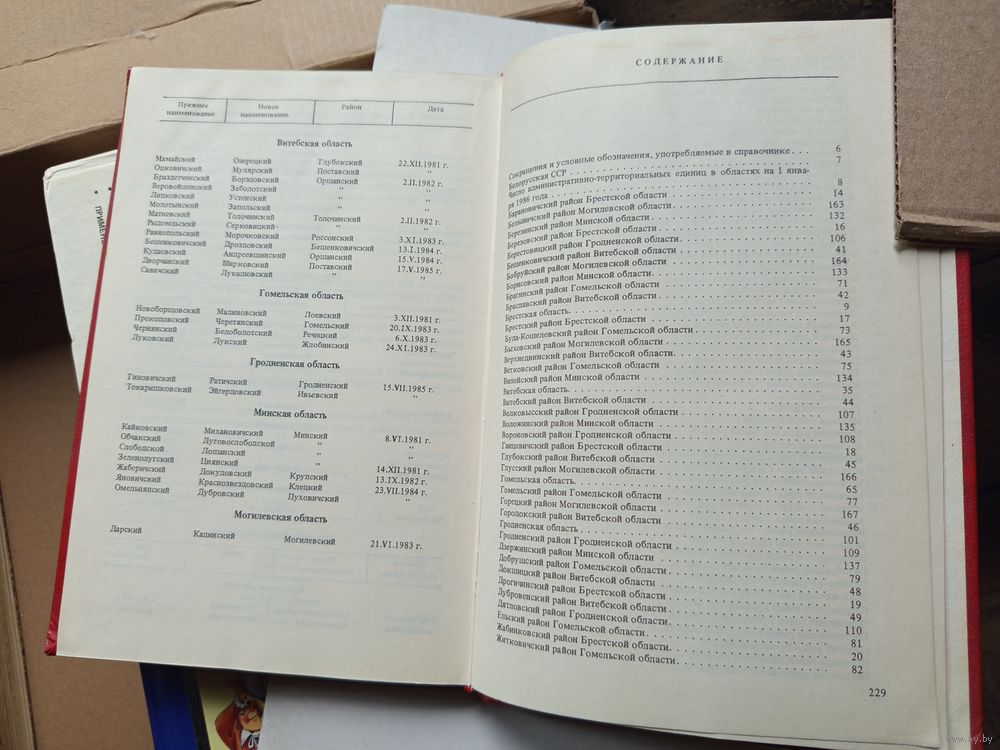 Прежнее наименование Новое наименование Район Дата
Витебская область
Мамайский Озерецкий Глубокский 22.XII.1981 г.
Ошковичский Мулярский Поставский "
Бразд­етчинский Борздовский Оршанский 2.II.1982 г.
Веровойшенский Заболотский "
Липковский Устенский "
Молотынский Запольский "
Матиевский Толочинский Толочинский 2.II.1982 г.
Рыдомльский Серковицкий " "
Равнопольский Морочковский Россонский 3.XI.1983 г.
Бешенковичский Дроздовский Бешенковичский 13.I.1984 г.
Кудаевский Андреевщинский Оршанский 15.V.1984 г.
Дворчанский Ширковский Поставский 17.V.1985 г.
Савичский Лукашовский " "
Гомельская область
Новоборщовский Малиновский Лоевский 3.XII.1981 г.
Прокоповский Черетянский Гомельский 20.IX.1983 г.
Чернянский Белоболотский Речицкий 6.X.1983 г.
Луковский Лукский Жлобинский 24.XI.1983 г.
Гродненская область
Гиновичский Ратичский Гродненский 15.VII.1985 г.
Токаришковский Эйгердовский Ивьевский "
Минская область
Кайковский Михановичский Минский 8.VI.1981 г.
Обчакский Луговослободской " "
Слободской Лошанский " "
Зеленолугский Цнянский "
Жаберичский Докудовский Крупский 14.XII.1981 г.
Яновичский Краснозвездовский Клецкий 13.IX.1982 г.
Омельнянский Дубровский Пуховичский 23.VII.1984 г.
"
Могилевская область
Дарский Кадинский Могилевский 21.VI.1983 г.
СОДЕРЖАНИЕ
Сокращения и условные обозначения, употребляемые в справочнике . . . 6
Белорусская ССР 7
Число административно-территориальных единиц в областях на 1 янва-
ря 1986 года 8
Барановичский район Брестской области 14
Белыничский район Могилевской области 163
Березинский район Минской области 132
Березовский район Брестской области 16
Берестовицкий район Гродненской области 106
Бешенковичский район Витебской области 41
Бобруйский район Могилевской области 164
Борисовский район Минской области 133
Брагинский район Гомельской области 71
Браславский район Витебской области 42
Брестская область 9
Брестский район Брестской области 17
Буда-Кошелевский район Гомельской области 73
Быховский район Могилевской области 165
Верхнедвинский район Витебской области 43
Ветковский район Гомельской области 75
Вилейский район Минской области 134
Витебская область 35
Витебский район Витебской области 44
Волковысский район Гродненской области 107
Воложинский район Минской области 135
Вороновский район Гродненской области 108
Ганцевичский район Брестской области 18
Глубокский район Витебской области 45
Глусский район Могилевской области 166
Гомельская область 65
Гомельский район Гомельской области 77
Горецкий район Могилевской области 167
Городокский район Витебской области 46
Гродненская область 101
Гродненский район Гродненской области 109
Дзержинский район Минской области 137
Добрушский район Гомельской области 79
Докшицкий район Витебской области 48
Дрогичинский район Брестской области 19
Дубровенский район Витебской области 49
Дятловский район Гродненской области 110
Ельский район Гомельской области 81
Жабинковский район Брестской области 20
Житковичский район Гомельской области 82
229
www.ay.by